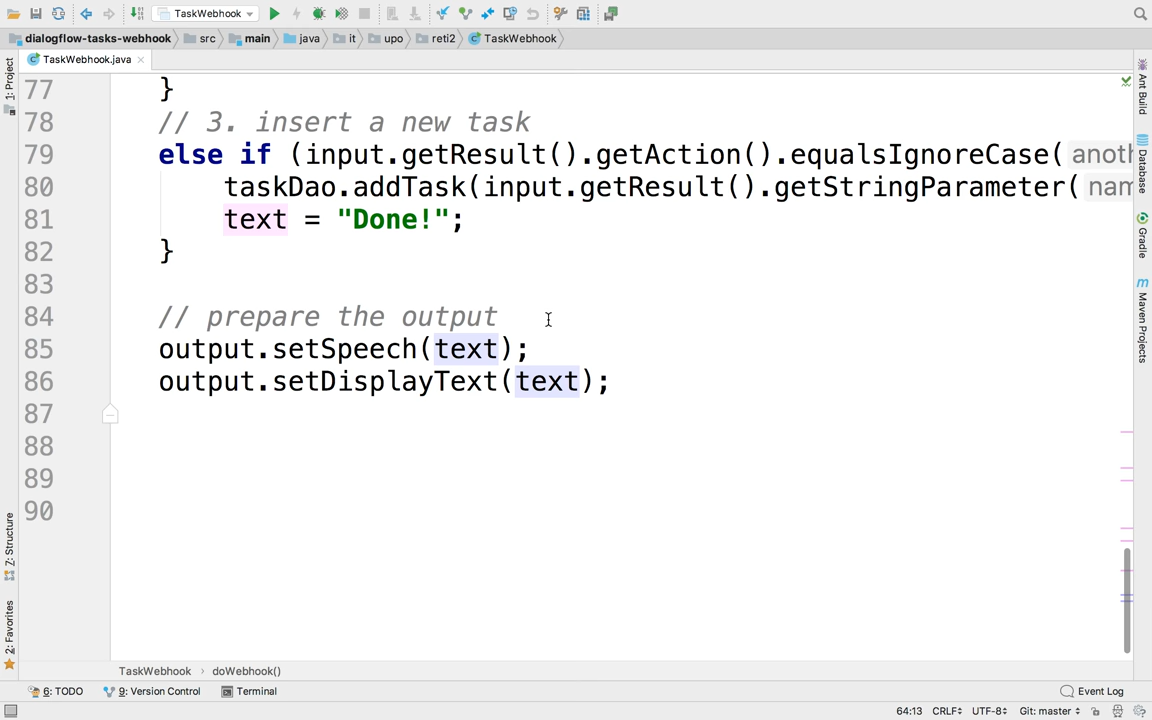 TaskWebhook
dialogflow-tasks-webhook src main java it upo reti2 TaskWebhook
TaskWebhook.java
77 }
78 // 3. insert a new task
79 else if (input.getResult().getAction().equalsIgnoreCase( anoth
80 taskDao.addTask(input.getResult().getStringParameter( nam
81 text = "Done!";
82 }
83
84 // prepare the output
85 output.setSpeech(text);
86 output.setDisplayText(text);
87
88
89
90
1: Project
7: Structure
2: Favorites
Ant Build
Database
Gradle
Maven Projects
TaskWebhook › doWebhook()
6: TODO 9: Version Control Terminal Event Log
64:13 CRLF UTF-8 Git: master